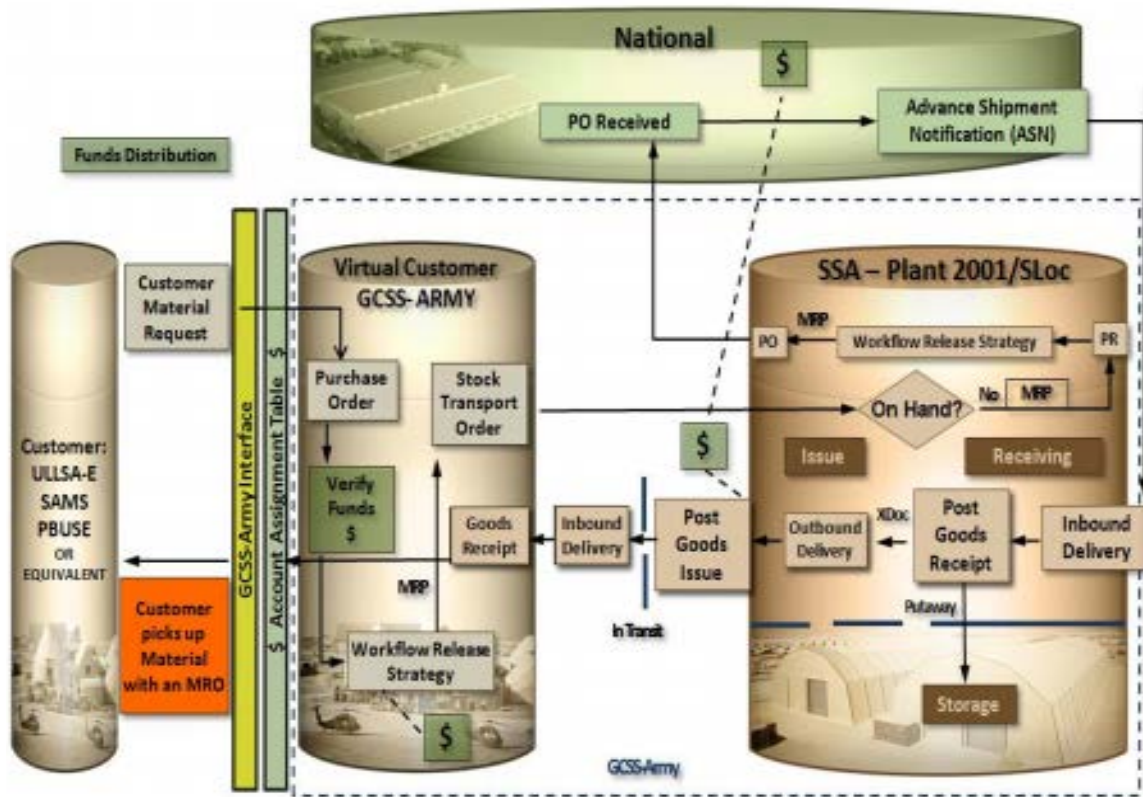 National
$
PO Received
Advance Shipment
Notification (ASN)
Funds Distribution
Customer
Material
Request
Customer:
ULLSA-E
SAMS
PBUSE
OR
EQUIVALENT
Customer
picks up
Material
with an MRO
GCSS-Army Interface
$ Account Assignment Table $
Virtual Customer
GCSS- ARMY
Purchase
Order
Stock
Transport
Order
Verify
Funds
$
Goods
Receipt
MRP
Workflow Release
Strategy
$
Inbound
Delivery
In Transit
GCSS-Army
$
Post
Goods
Issue
SSA – Plant 2001/SLoc
PO
MRP
Workflow Release Strategy
PR
On Hand?
No
MRP
Issue
Receiving
Outbound
Delivery
XDoc
Post
Goods
Receipt
Inbound
Delivery
Putaway
Storage